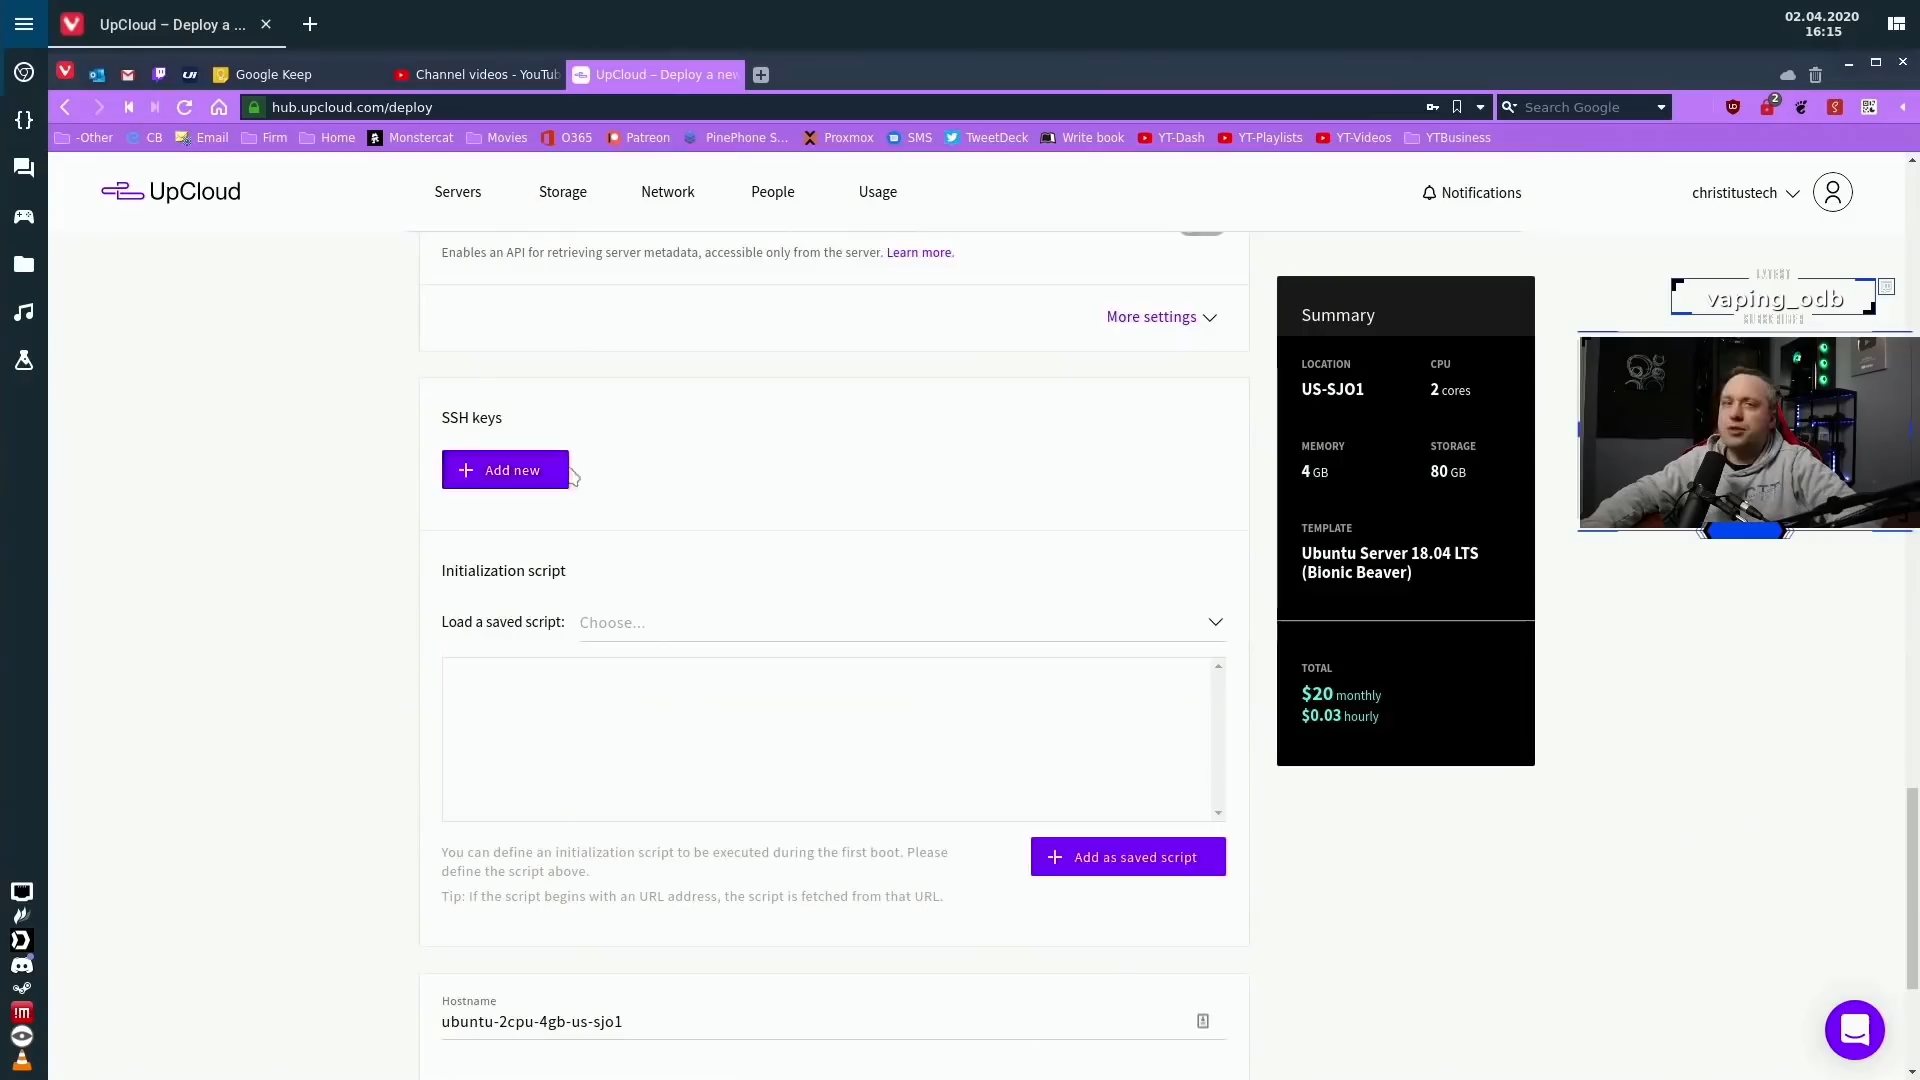 UpCloud – Deploy a ...
02.04.2020
16:15
Google Keep
Channel videos - YouTub
UpCloud – Deploy a new
hub.upcloud.com/deploy
Search Google
2
-Other
CB
Email
Firm
Home
Monstercat
Movies
O365
Patreon
PinePhone S...
Proxmox
SMS
TweetDeck
Write book
YT-Dash
YT-Playlists
YT-Videos
YTBusiness
UpCloud
Servers
Storage
Network
People
Usage
Notifications
christitustech
Enables an API for retrieving server metadata, accessible only from the server. Learn more.
More settings
SSH keys
Add new
Initialization script
Load a saved script: Choose...
You can define an initialization script to be executed during the first boot. Please
define the script above.
Tip: If the script begins with an URL address, the script is fetched from that URL.
Add as saved script
Hostname
ubuntu-2cpu-4gb-us-sjo1
Summary
LOCATION
US-SJO1
CPU
2 cores
MEMORY
4 GB
STORAGE
80 GB
TEMPLATE
Ubuntu Server 18.04 LTS
(Bionic Beaver)
TOTAL
$20 monthly
$0.03 hourly
LATEST
vaping_odb